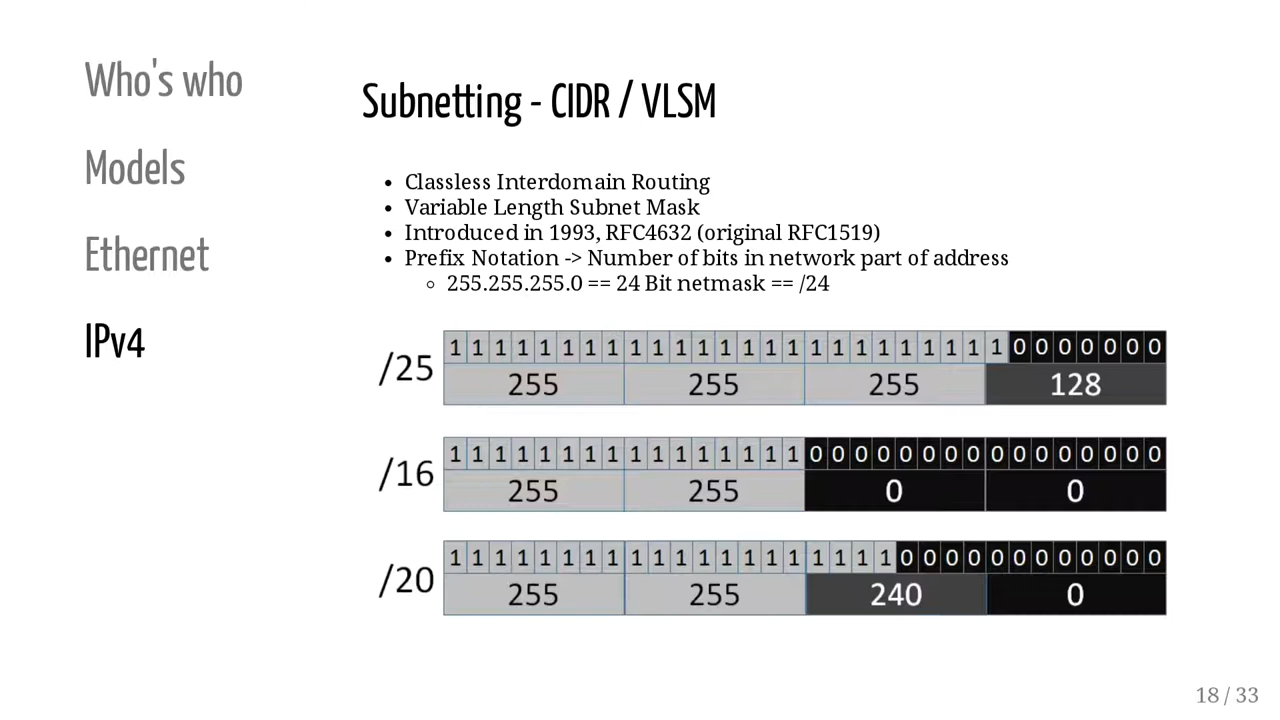 Who's who
Models
Ethernet
IPv4
Subnetting - CIDR / VLSM
• Classless Interdomain Routing
• Variable Length Subnet Mask
• Introduced in 1993, RFC4632 (original RFC1519)
• Prefix Notation -> Number of bits in network part of address
◦ 255.255.255.0 == 24 Bit netmask == /24
/25
1 1 1 1 1 1 1 1 1 1 1 1 1 1 1 1 1 1 1 1 1 1 1 1 1 0 0 0 0 0 0 0
255 255 255 128
/16
1 1 1 1 1 1 1 1 1 1 1 1 1 1 1 1 0 0 0 0 0 0 0 0 0 0 0 0 0 0 0 0
255 255 0 0
/20
1 1 1 1 1 1 1 1 1 1 1 1 1 1 1 1 1 1 1 1 0 0 0 0 0 0 0 0 0 0 0 0
255 255 240 0
18 / 33